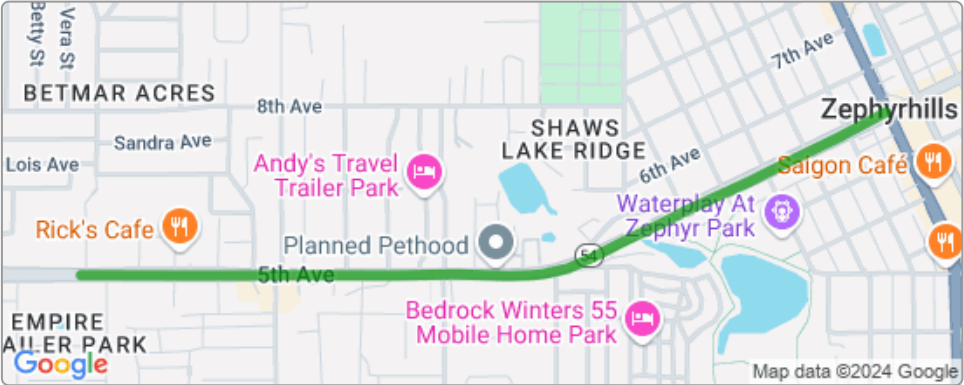 Betty St
Vera St
7th Ave
BETMAR ACRES
8th Ave
Zephyrhills
SHAWS
LAKE RIDGE
Sandra Ave
Lois Ave
6th Ave
Andy's Travel
Trailer Park
Saigon Café
Waterplay At
Zephyr Park
Rick's Cafe
Planned Pethood
54
5th Ave
Bedrock Winters 55
Mobile Home Park
EMPIRE
AILER PARK
Google
Map data ©2024 Google